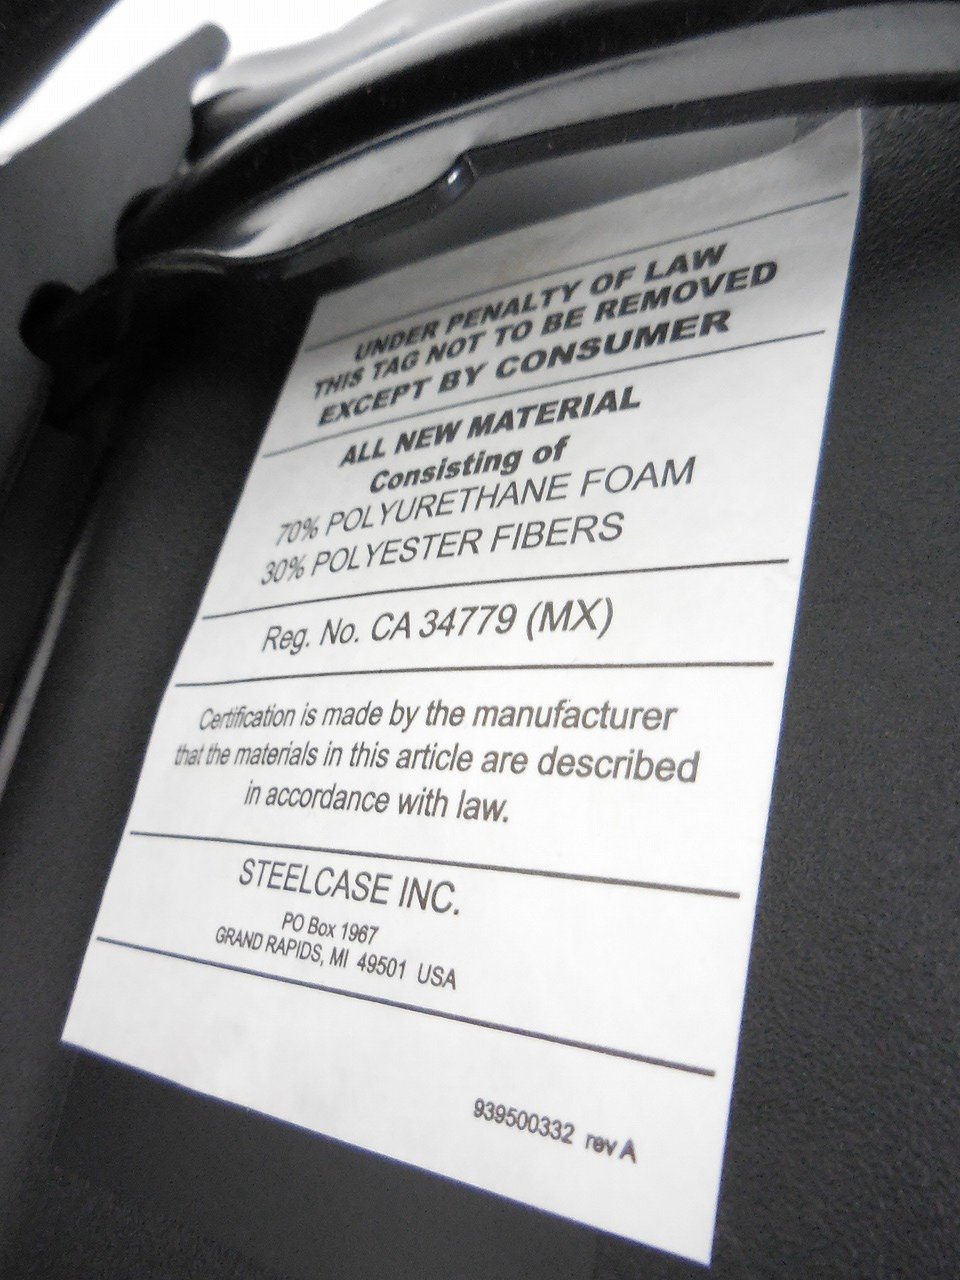 UNDER PENALTY OF LAW
THIS TAG NOT TO BE REMOVED
EXCEPT BY CONSUMER
ALL NEW MATERIAL
Consisting of
70% POLYURETHANE FOAM
30% POLYESTER FIBERS
Reg. No. CA 34779 (MX)
Certification is made by the manufacturer
that the materials in this article are described
in accordance with law.
STEELCASE INC.
PO Box 1967
GRAND RAPIDS, MI 49501 USA
939500332 rev A